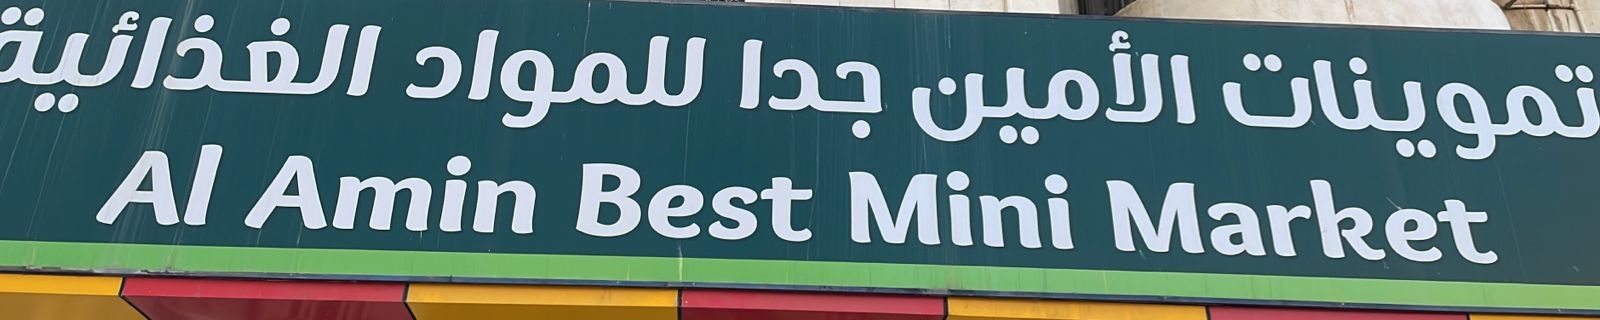 تموينات الأمين جدا للمواد الغذائية
Al Amin Best Mini Market